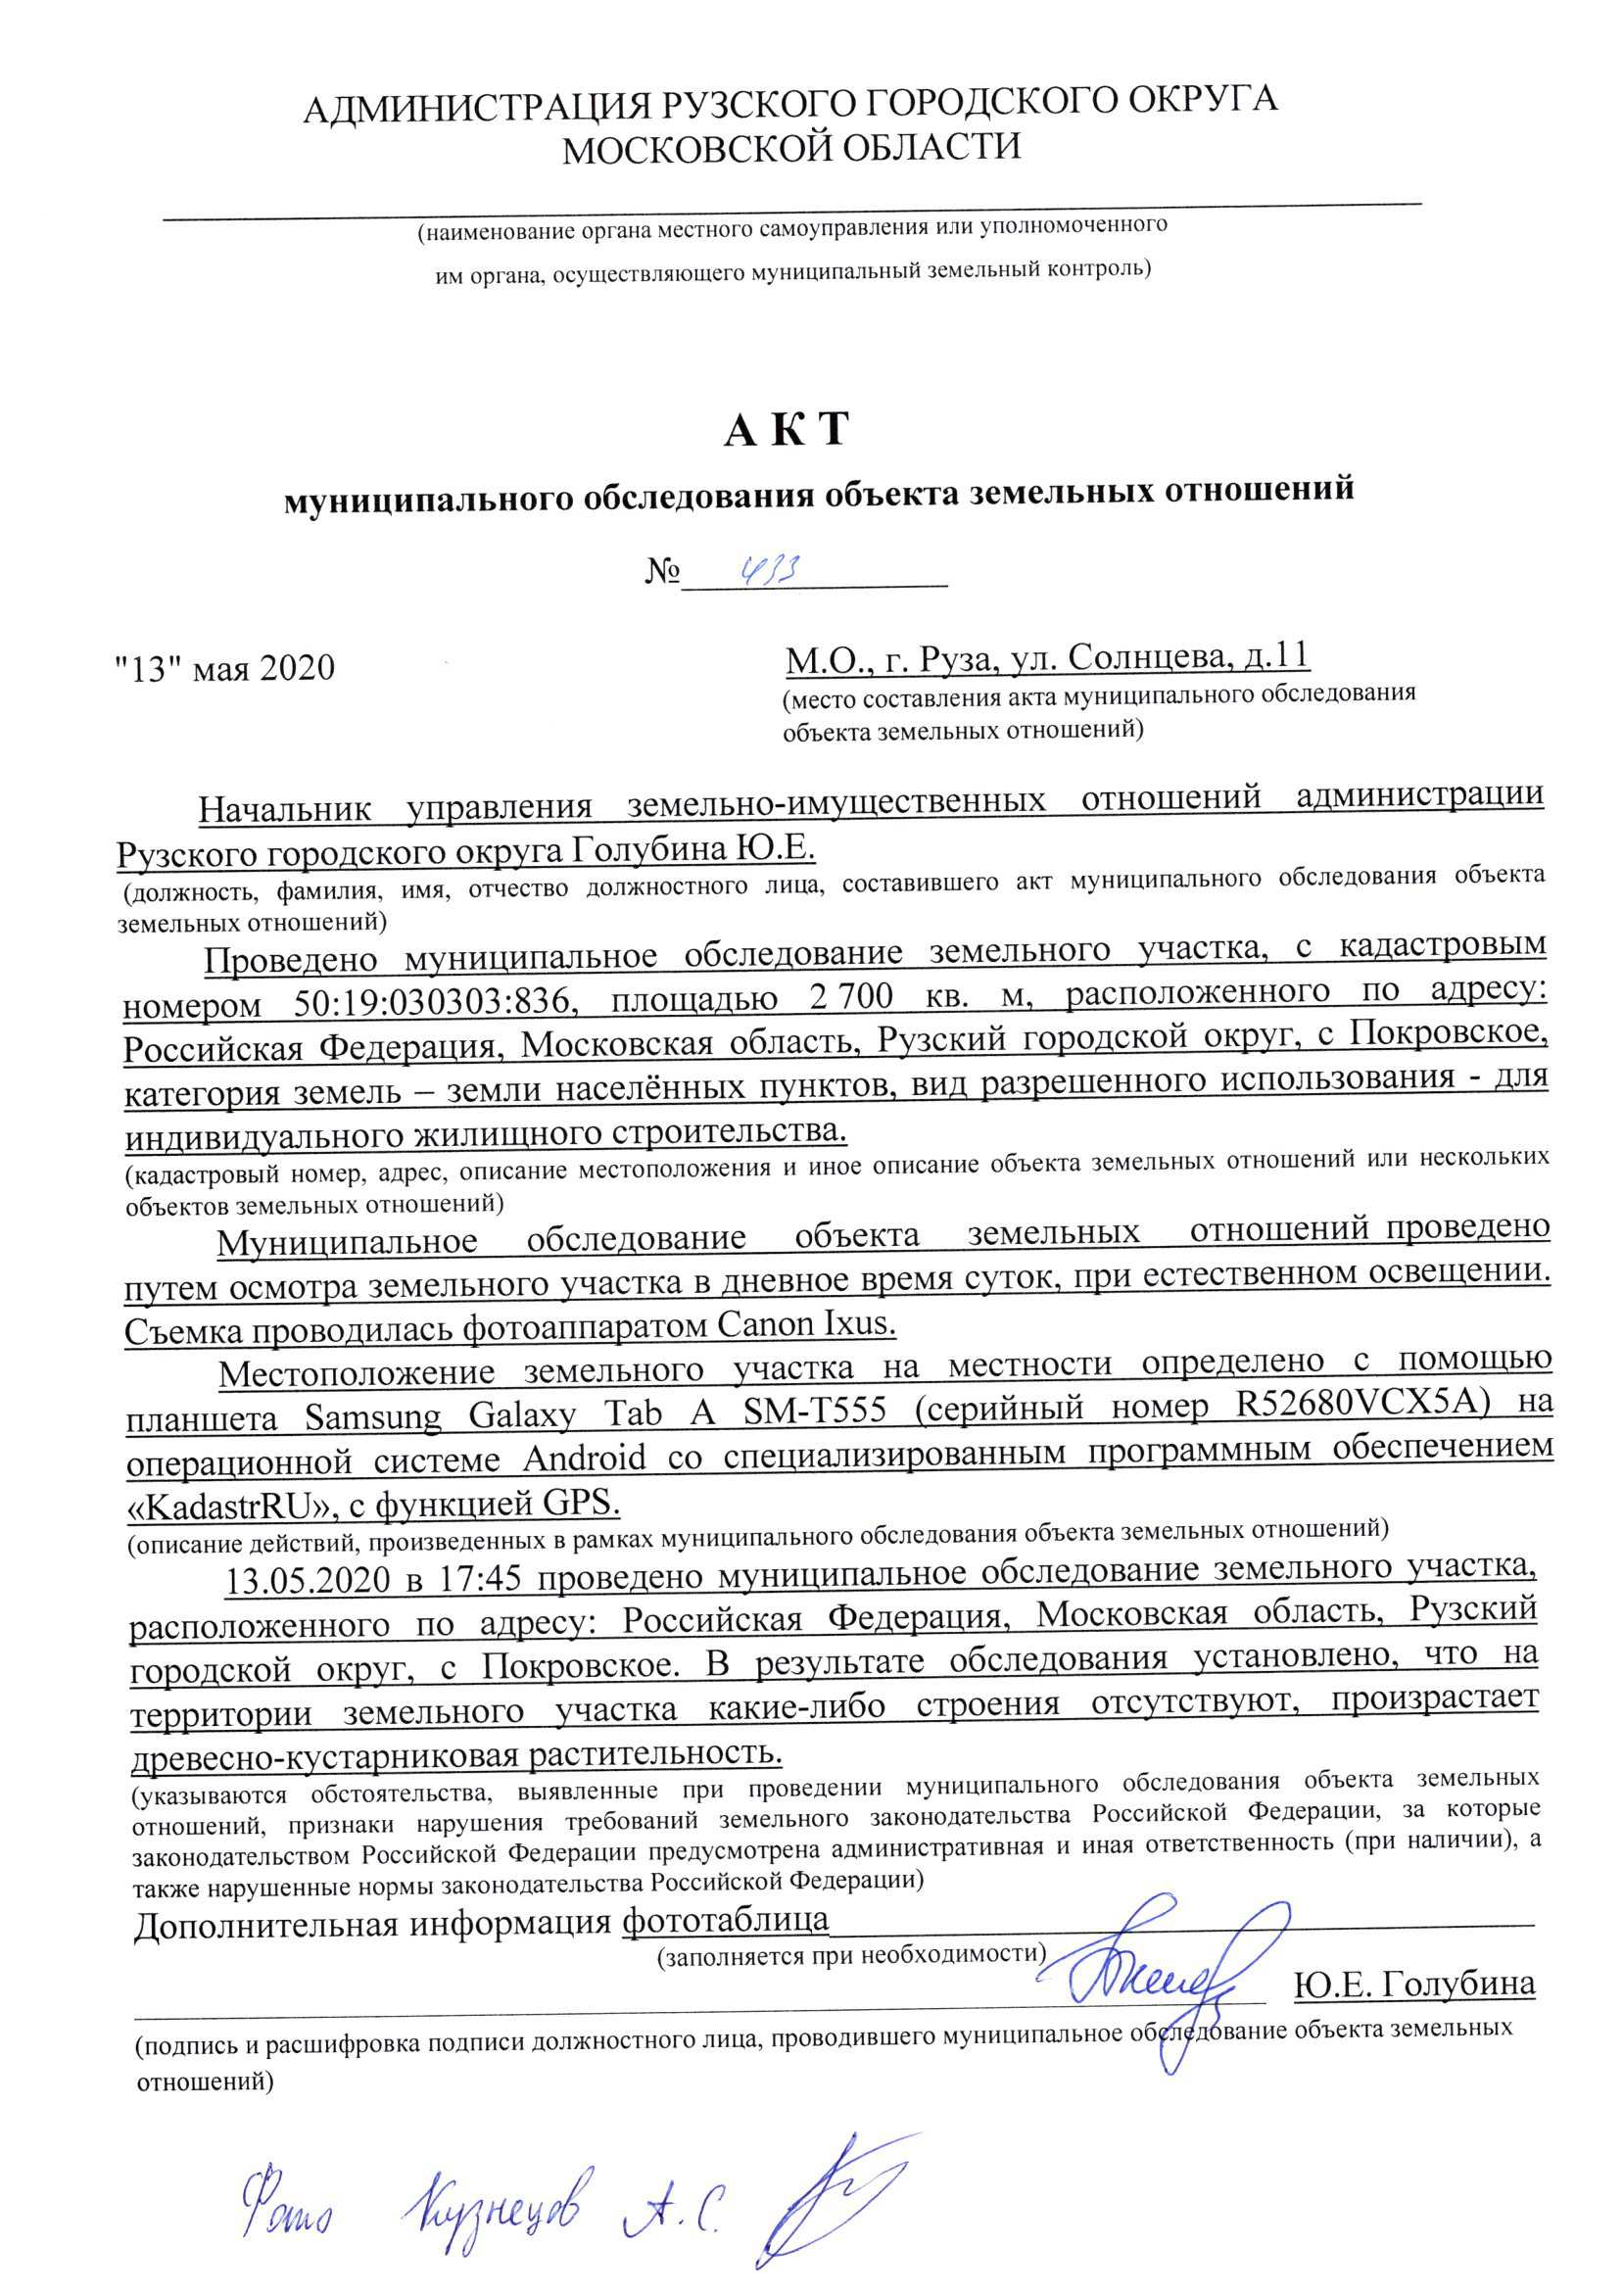 АДМИНИСТРАЦИЯ РУЗСКОГО ГОРОДСКОГО ОКРУГА
МОСКОВСКОЙ ОБЛАСТИ
(наименование органа местного самоуправления или уполномоченного
им органа, осуществляющего муниципальный земельный контроль)
А К Т
муниципального обследования объекта земельных отношений
№ 433
"13" мая 2020
М.О., г. Руза, ул. Солнцева, д.11
(место составления акта муниципального обследования
объекта земельных отношений)
Начальник управления земельно-имущественных отношений администрации
Рузского городского округа Голубина Ю.Е.
(должность, фамилия, имя, отчество должностного лица, составившего акт муниципального обследования объекта
земельных отношений)
Проведено муниципальное обследование земельного участка, с кадастровым
номером 50:19:030303:836, площадью 2 700 кв. м, расположенного по адресу:
Российская Федерация, Московская область, Рузский городской округ, с Покровское,
категория земель – земли населённых пунктов, вид разрешенного использования - для
индивидуального жилищного строительства.
(кадастровый номер, адрес, описание местоположения и иное описание объекта земельных отношений или нескольких
объектов земельных отношений)
Муниципальное обследование объекта земельных отношений проведено
путем осмотра земельного участка в дневное время суток, при естественном освещении.
Съемка проводилась фотоаппаратом Canon Ixus.
Местоположение земельного участка на местности определено с помощью
планшета Samsung Galaxy Tab A SM-T555 (серийный номер R52680VCX5A) на
операционной системе Android со специализированным программным обеспечением
«KadastrRU», с функцией GPS.
(описание действий, произведенных в рамках муниципального обследования объекта земельных отношений)
13.05.2020 в 17:45 проведено муниципальное обследование земельного участка,
расположенного по адресу: Российская Федерация, Московская область, Рузский
городской округ, с Покровское. В результате обследования установлено, что на
территории земельного участка какие-либо строения отсутствуют, произрастает
древесно-кустарниковая растительность.
(указываются обстоятельства, выявленные при проведении муниципального обследования объекта земельных
отношений, признаки нарушения требований земельного законодательства Российской Федерации, за которые
законодательством Российской Федерации предусмотрена административная и иная ответственность (при наличии), а
также нарушенные нормы законодательства Российской Федерации)
Дополнительная информация фототаблица
(заполняется при необходимости)
Ю.Е. Голубина
(подпись и расшифровка подписи должностного лица, проводившего муниципальное обследование объекта земельных
отношений)
Фото Кузнецов А.С.